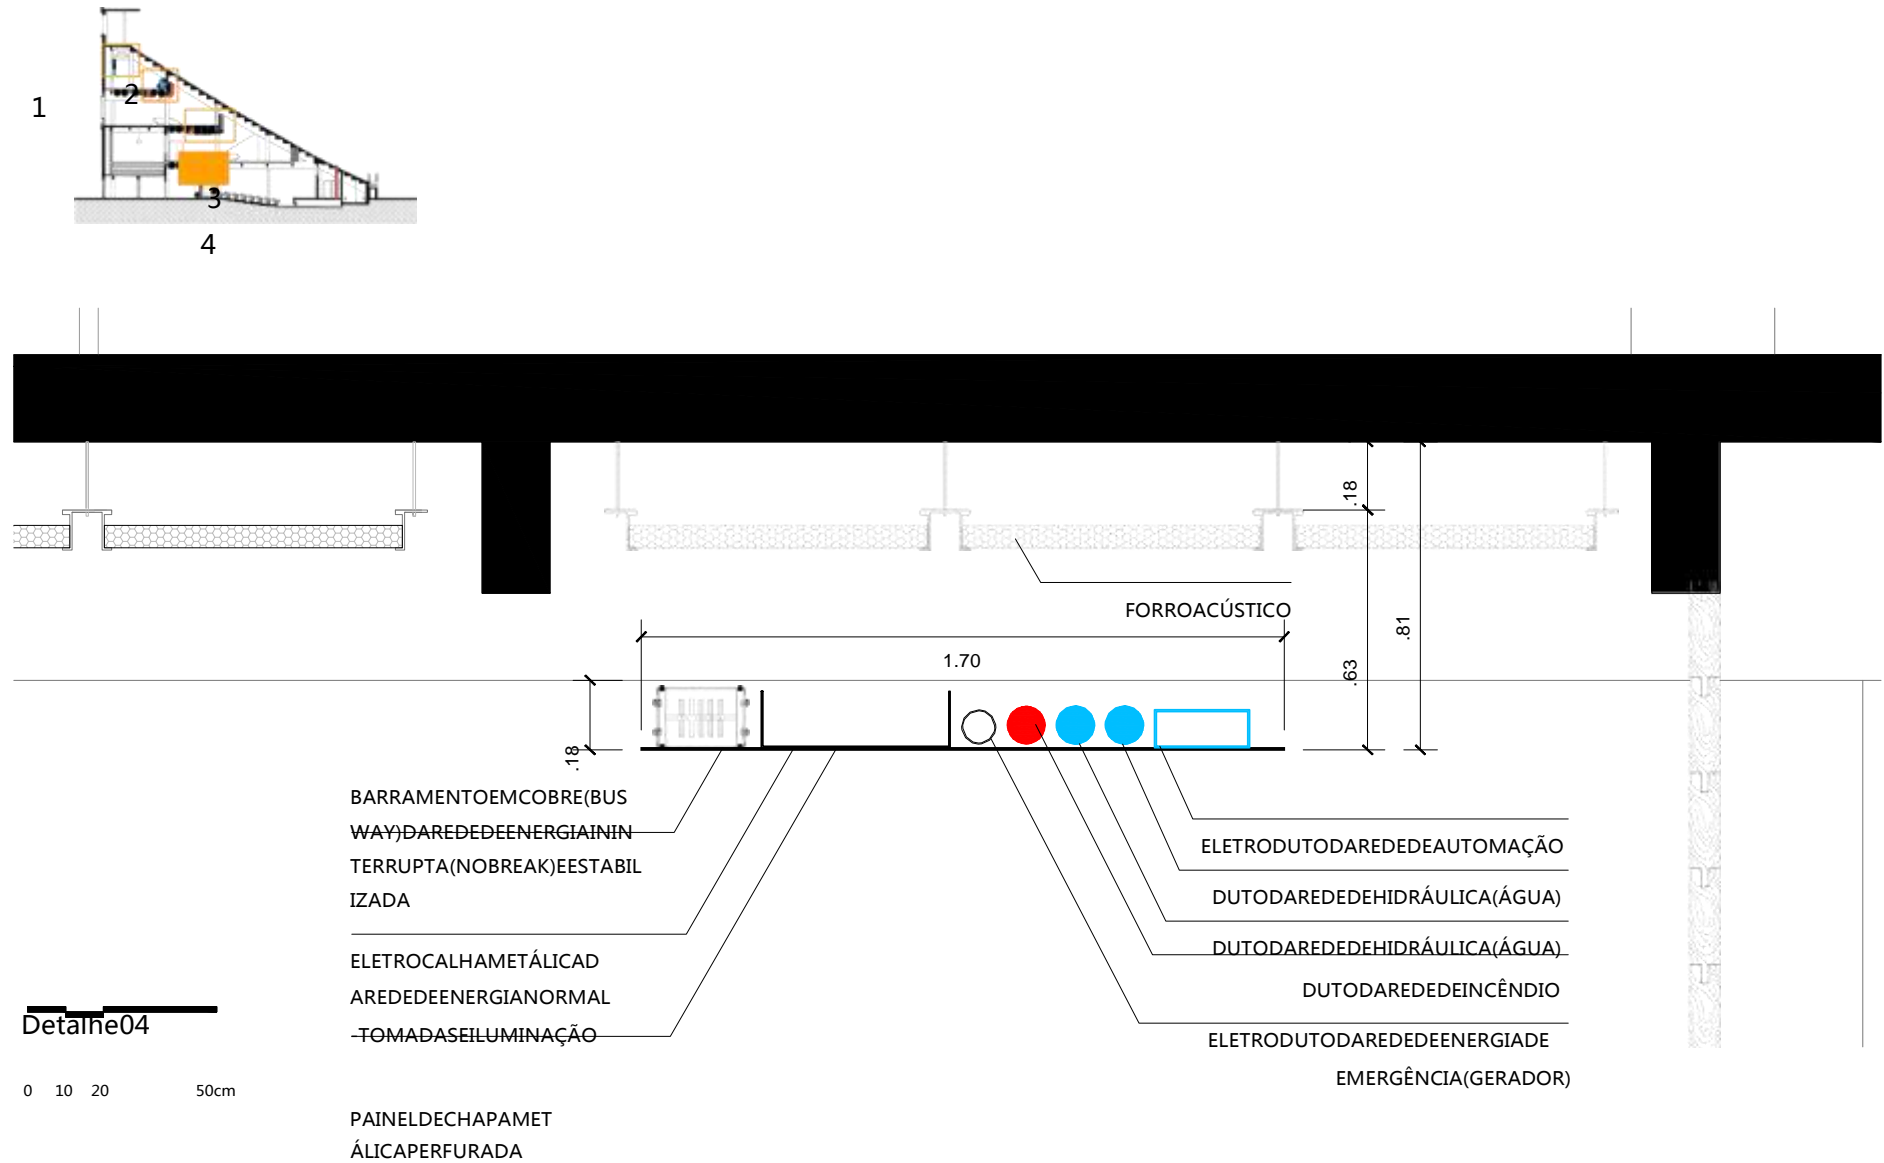 1
2
3
4
.18
.81
FORROACÚSTICO
1.70
.63
.18
BARRAMENTOEMCOBRE(BUS
WAY)DAREDEDEENERGIAININ
TERRUPTA(NOBREAK)EESTABIL
IZADA
ELETROCALHAMETÁLICAD
AREDEDEENERGIANORMAL
-TOMADASEILUMINAÇÃO
PAINELDECHAPAMET
ÁLICAPERFURADA
ELETRODUTODAREDEDEAUTOMAÇÃO
DUTODAREDEDEHIDRÁULICA(ÁGUA)
DUTODAREDEDEHIDRÁULICA(ÁGUA)
DUTODAREDEDEINCÊNDIO
ELETRODUTODAREDEDEENERGIADE
EMERGÊNCIA(GERADOR)
Detalhe04
0 10 20 50cm